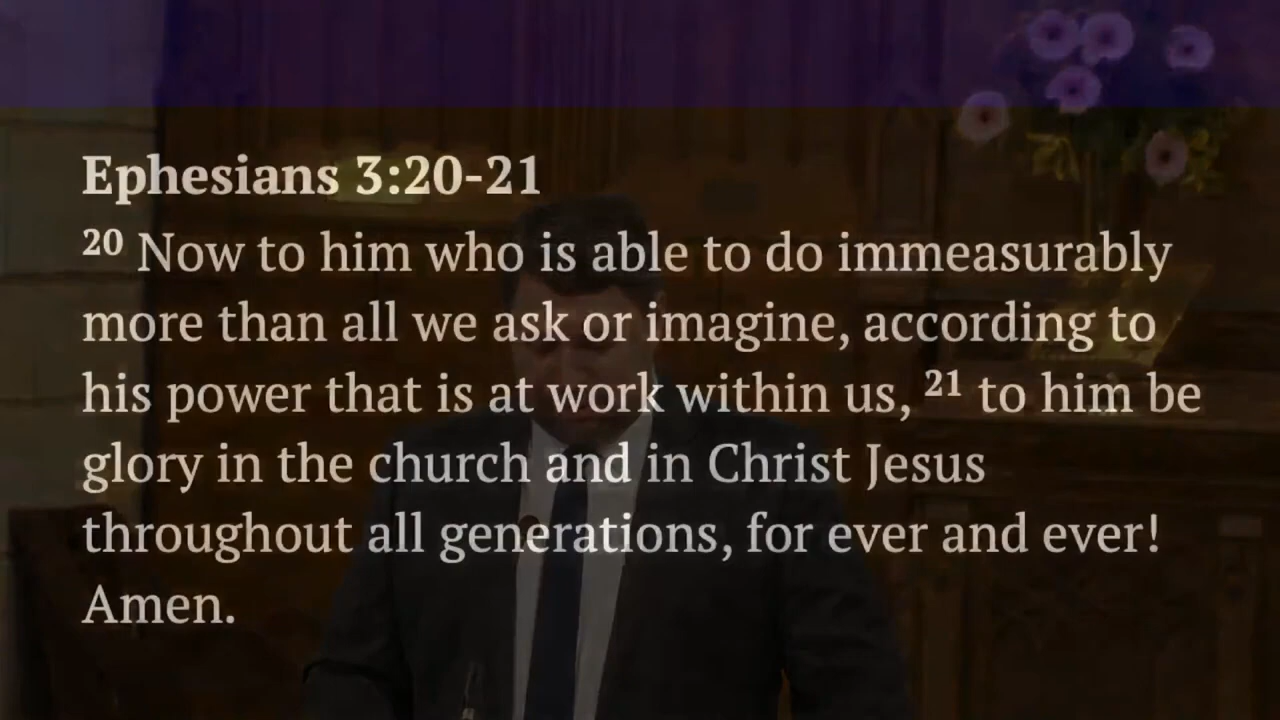 Ephesians 3:20-21
20 Now to him who is able to do immeasurably
more than all we ask or imagine, according to
his power that is at work within us, 21 to him be
glory in the church and in Christ Jesus
throughout all generations, for ever and ever!
Amen.